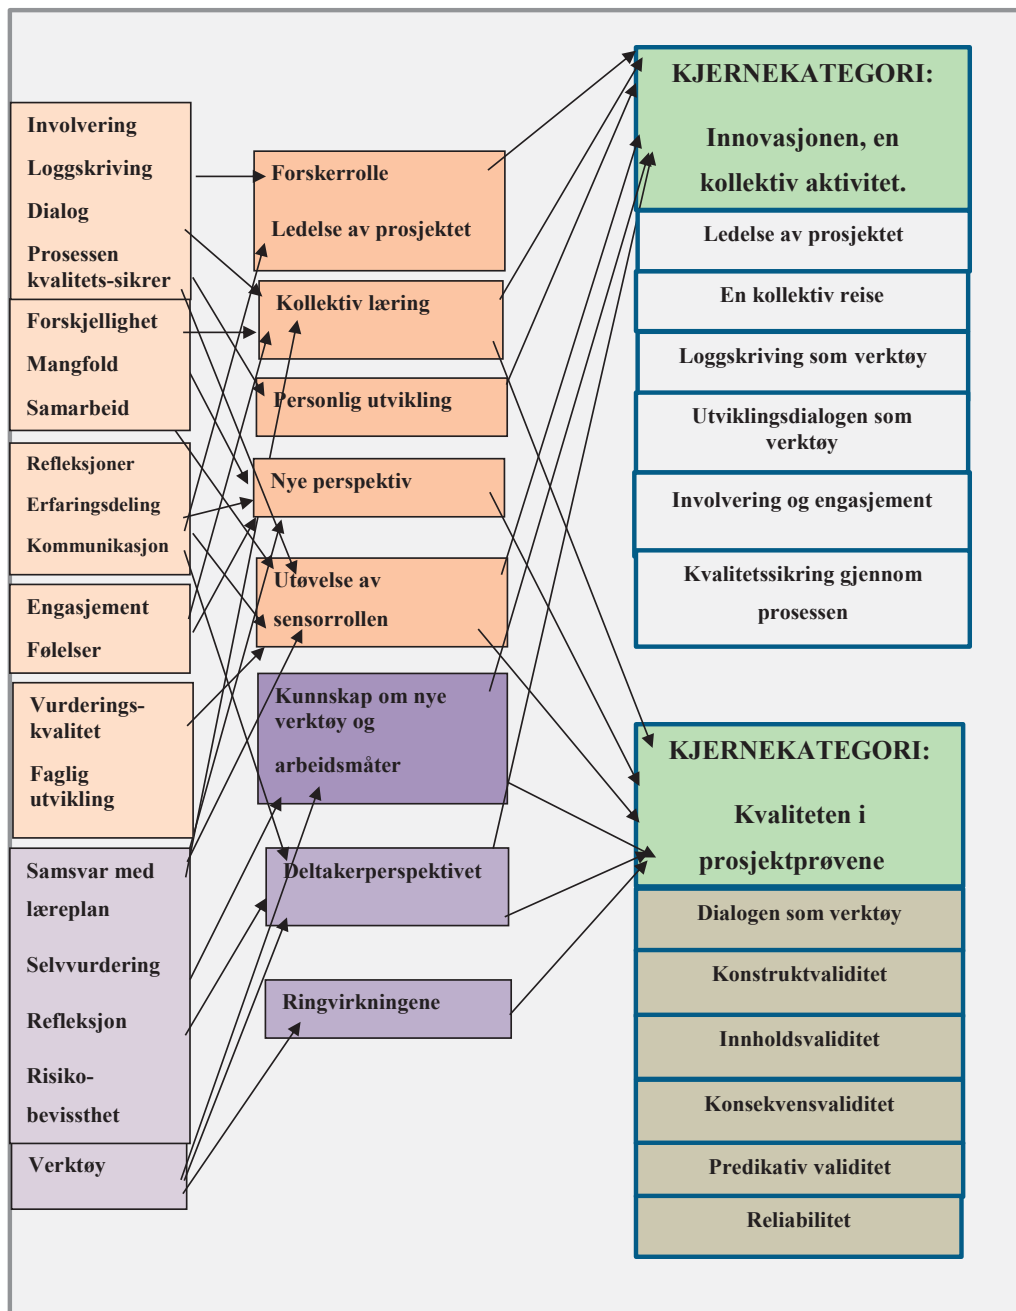 Involvering
Loggskriving
Dialog
Prosessen
kvalitets-sikrer
Forskjellighet
Mangfold
Samarbeid
Refleksjoner
Erfaringsdeling
Kommunikasjon
Engasjement
Følelser
Vurderings-
kvalitet
Faglig
utvikling
Samsvar med
læreplan
Selvvurdering
Refleksjon
Risiko-
bevissthet
Verktøy
Forskerrolle
Ledelse av prosjektet
Kollektiv læring
Personlig utvikling
Nye perspektiv
Utøvelse av
sensorrollen
Kunnskap om nye
verktøy og
arbeidsmåter
Deltakerperspektivet
Ringvirkningene
KJERNEKATEGORI:
Innovasjonen, en
kollektiv aktivitet.
Ledelse av prosjektet
En kollektiv reise
Loggskriving som verktøy
Utviklingsdialogen som
verktøy
Involvering og engasjement
Kvalitetssikring gjennom
prosessen
KJERNEKATEGORI:
Kvaliteten i
prosjektprøvene
Dialogen som verktøy
Konstruktvaliditet
Innholdsvaliditet
Konsekvensvaliditet
Predikativ validitet
Reliabilitet